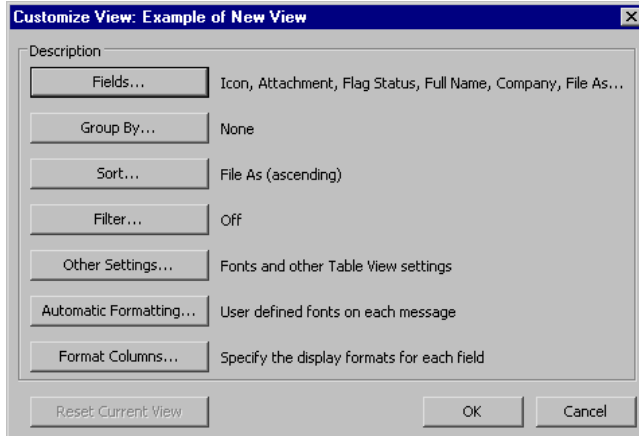 Customize View: Example of New View
Description
Fields... Icon, Attachment, Flag Status, Full Name, Company, File As...
Group By... None
Sort... File As (ascending)
Filter... Off
Other Settings... Fonts and other Table View settings
Automatic Formatting... User defined fonts on each message
Format Columns... Specify the display formats for each field
Reset Current View OK Cancel